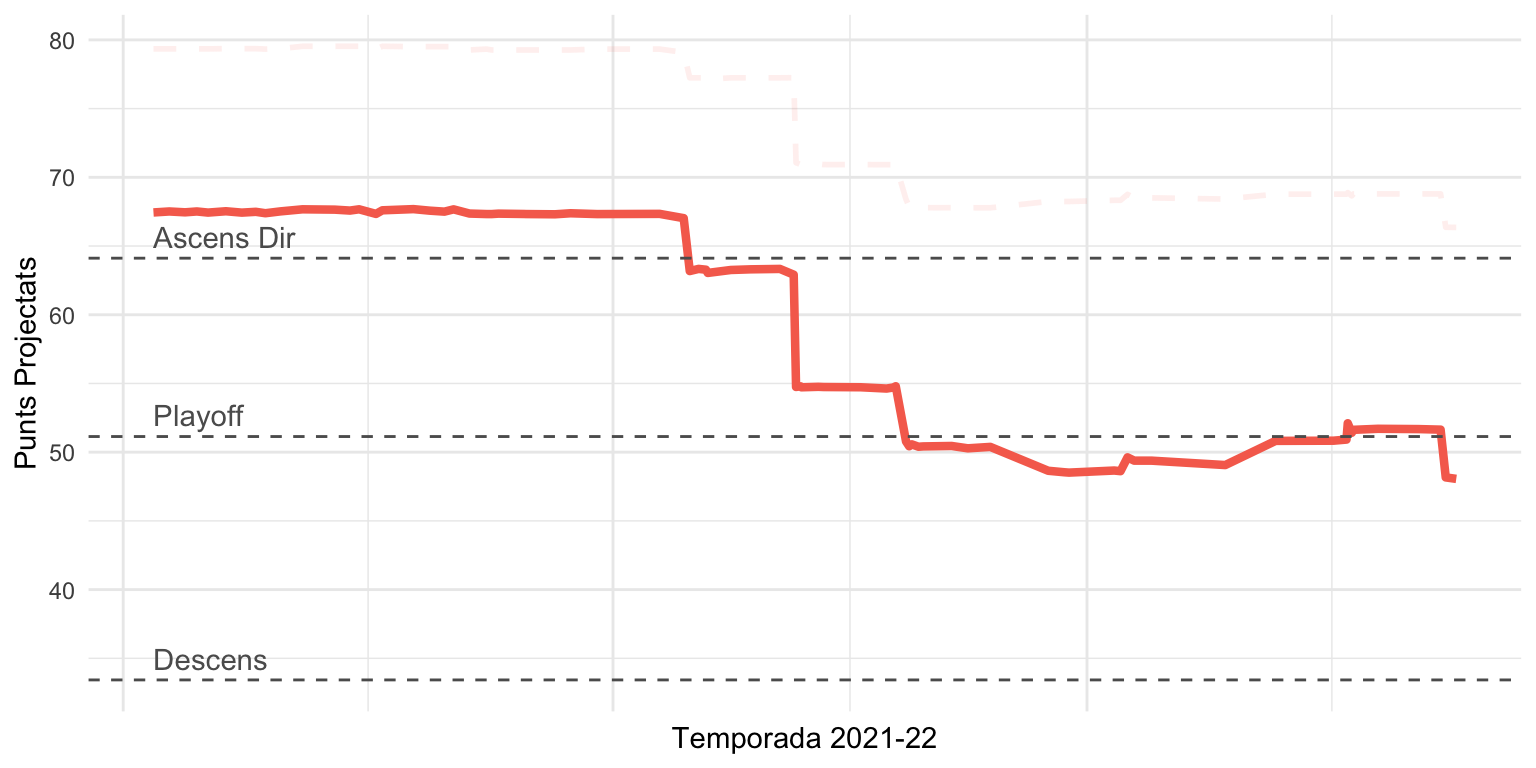 80
70
60
50
40
Punts Projectats
Ascens Dir
Playoff
Descens
Temporada 2021-22